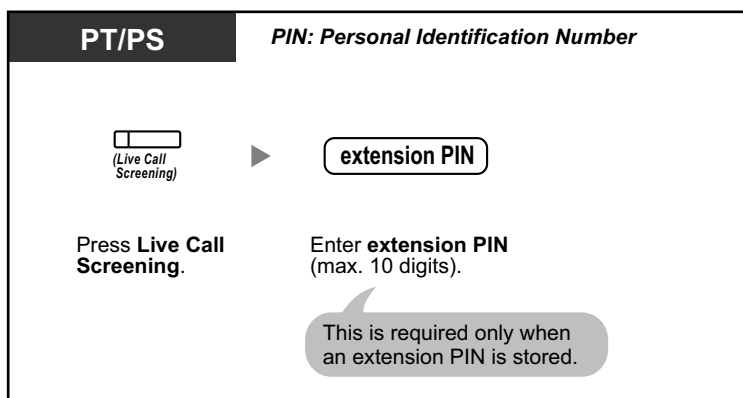 PT/PS
PIN: Personal Identification Number
(Live Call
Screening)
extension PIN
Press Live Call
Screening.
Enter extension PIN
(max. 10 digits).
This is required only when
an extension PIN is stored.